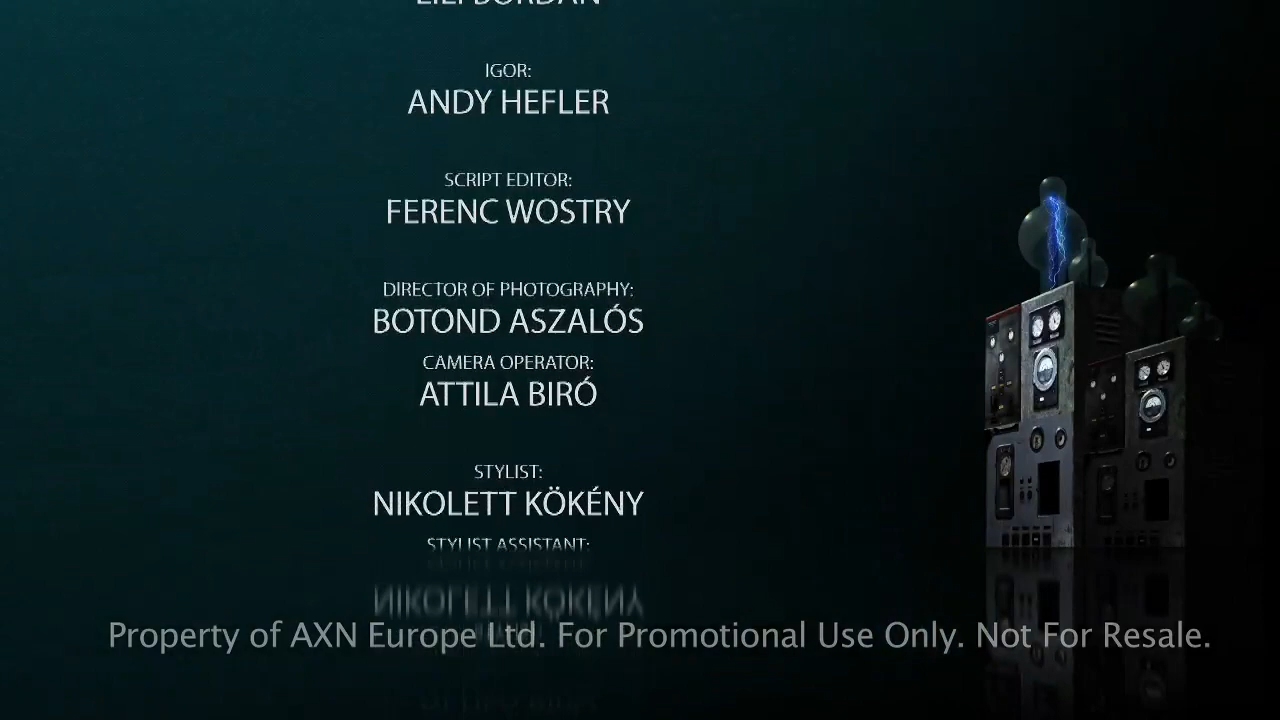 IGOR:
ANDY HEFLER
SCRIPT EDITOR:
FERENC WOSTRY
DIRECTOR OF PHOTOGRAPHY:
BOTOND ASZALÓS
CAMERA OPERATOR:
ATTILA BIRÓ
STYLIST:
NIKOLETT KÖKÉNY
STYLIST ASSISTANT:
Property of AXN Europe Ltd. For Promotional Use Only. Not For Resale.